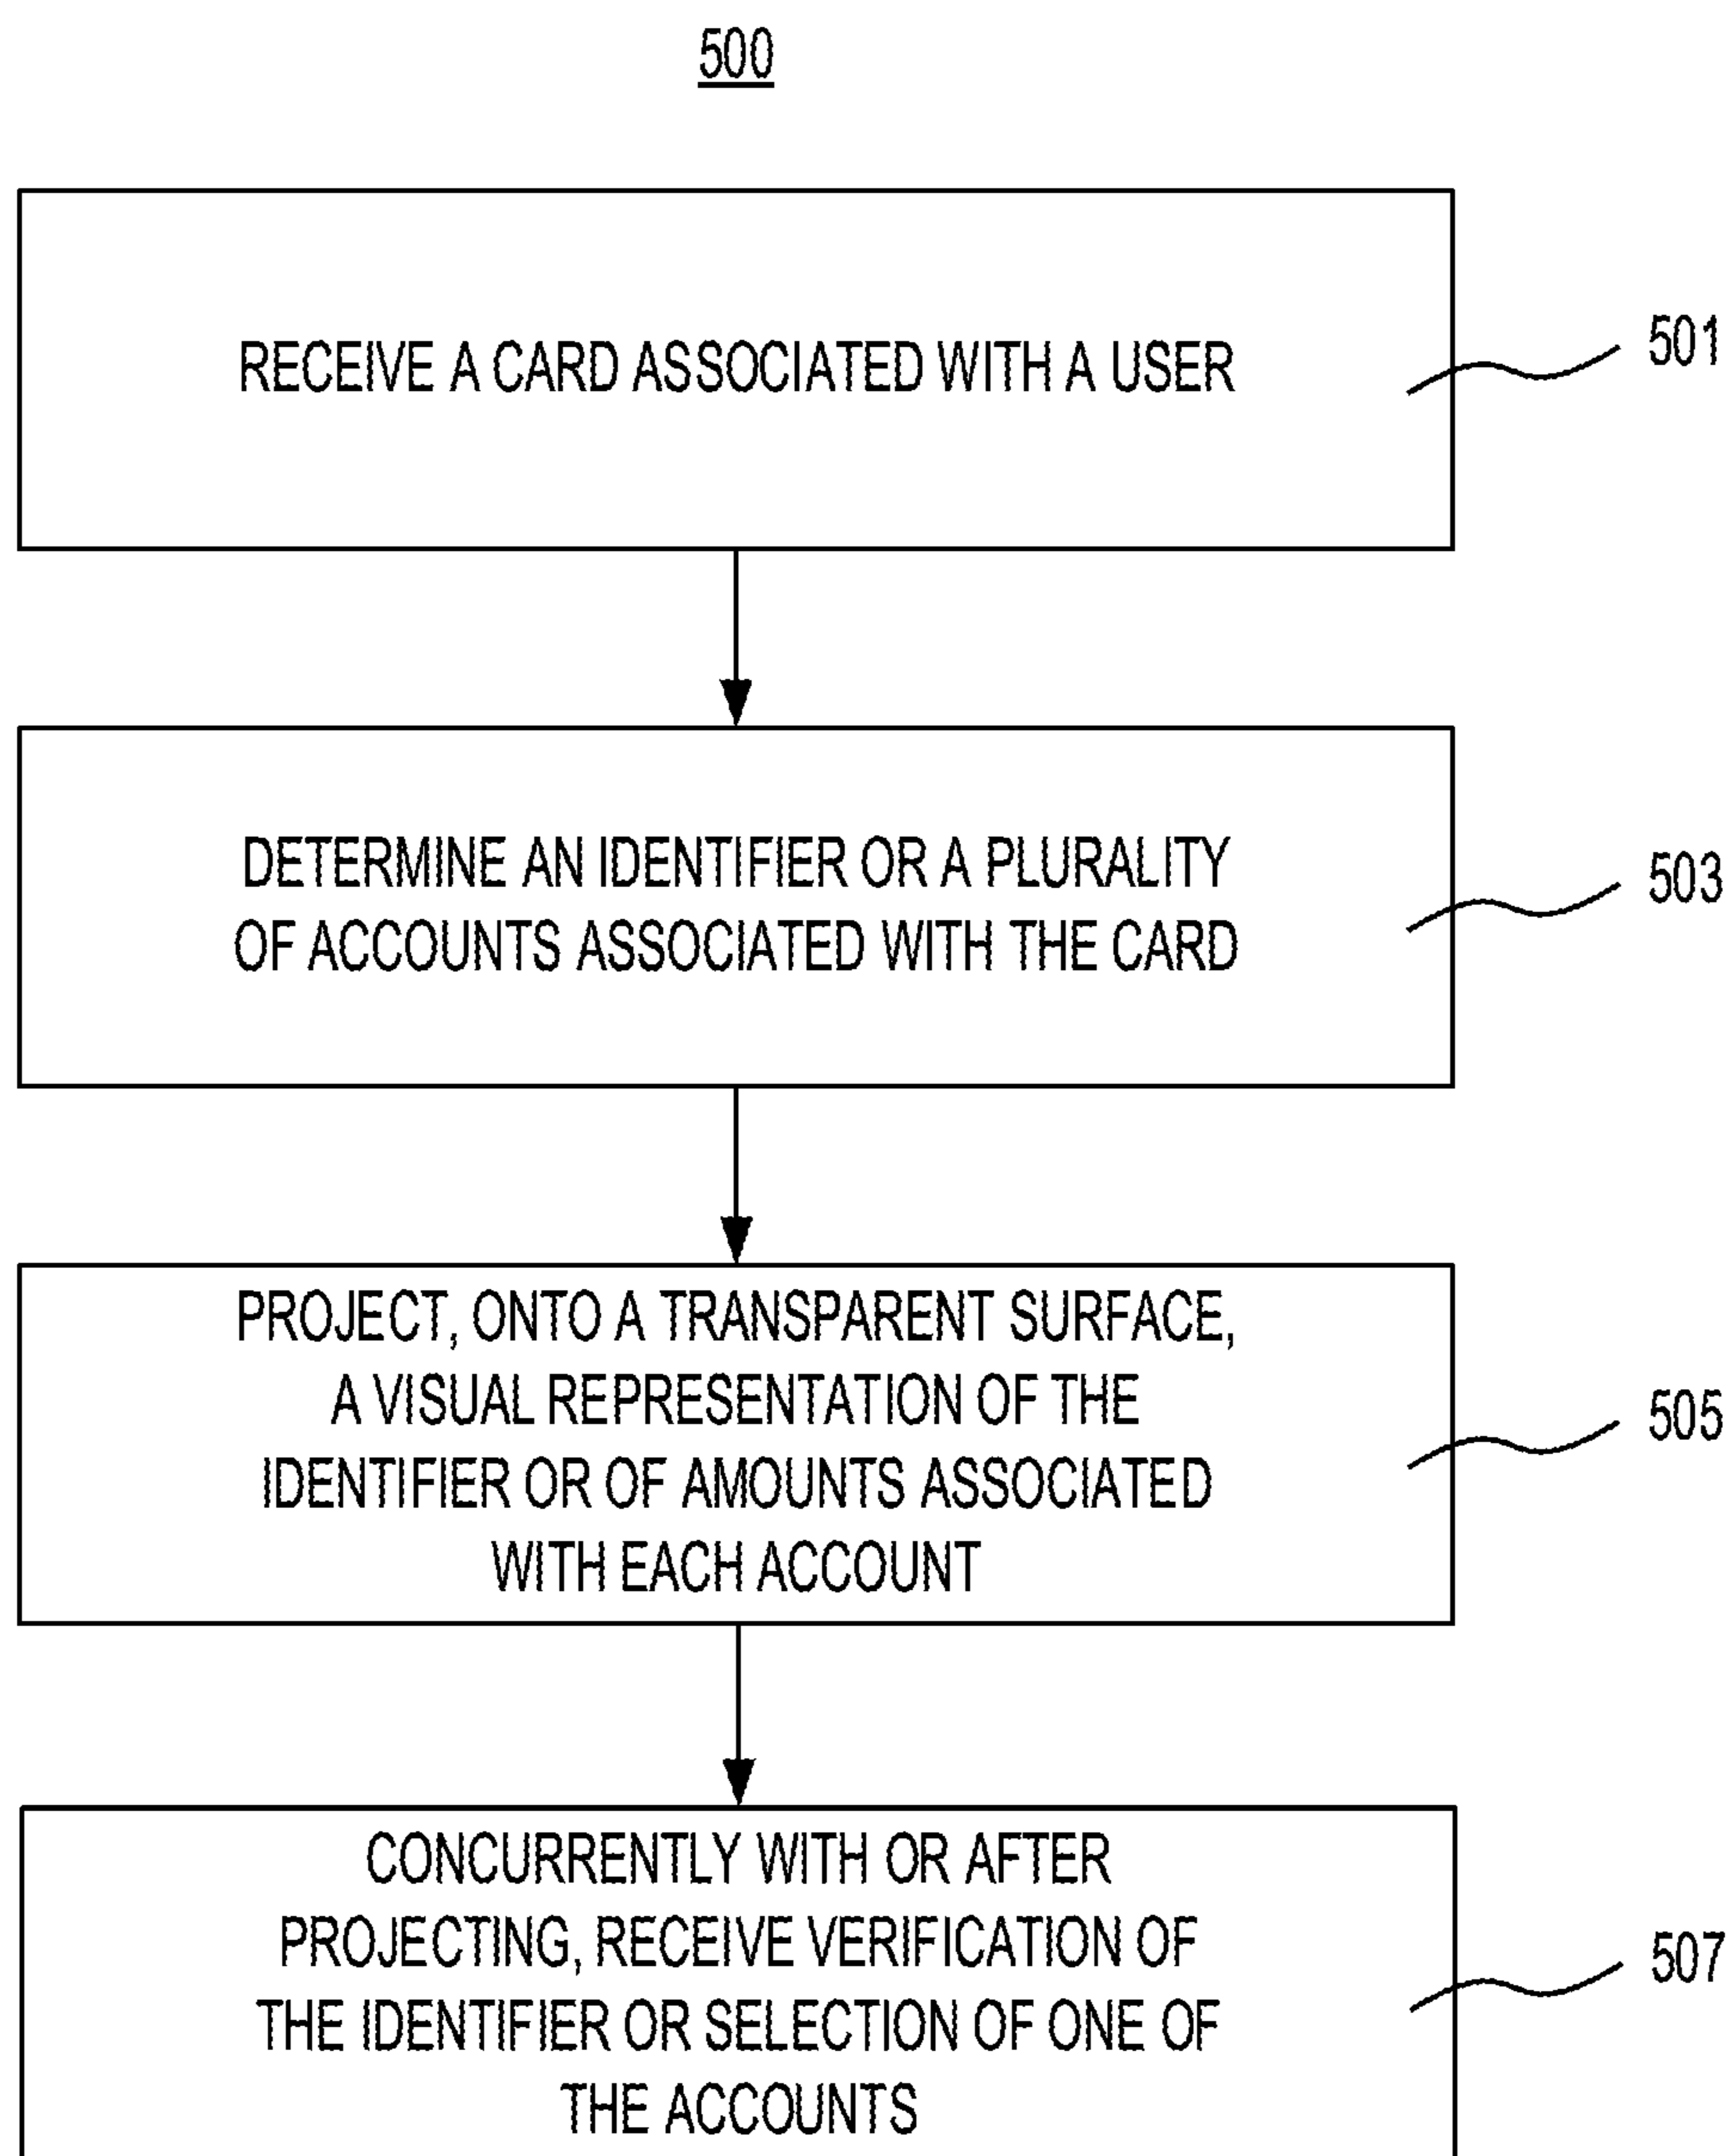 500
RECEIVE A CARD ASSOCIATED WITH A USER
501
DETERMINE AN IDENTIFIER OR A PLURALITY
OF ACCOUNTS ASSOCIATED WITH THE CARD
503
PROJECT, ONTO A TRANSPARENT SURFACE,
A VISUAL REPRESENTATION OF THE
IDENTIFIER OR OF AMOUNTS ASSOCIATED
WITH EACH ACCOUNT
505
CONCURRENTLY WITH OR AFTER
PROJECTING, RECEIVE VERIFICATION OF
THE IDENTIFIER OR SELECTION OF ONE OF
THE ACCOUNTS
507